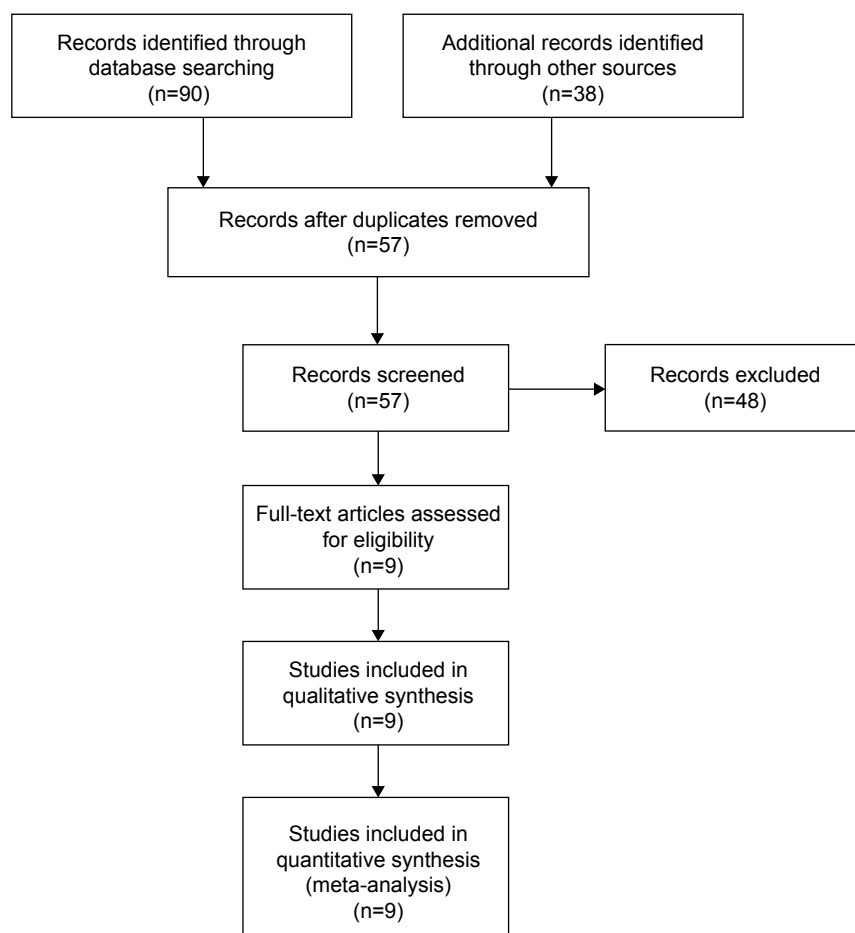 Records identified through
database searching
(n=90)
Additional records identified
through other sources
(n=38)
Records after duplicates removed
(n=57)
Records screened
(n=57)
Records excluded
(n=48)
Full-text articles assessed
for eligibility
(n=9)
Studies included in
qualitative synthesis
(n=9)
Studies included in
quantitative synthesis
(meta-analysis)
(n=9)